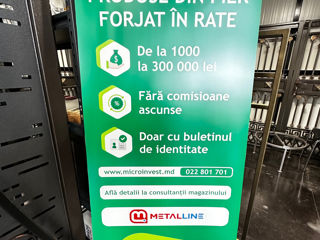 PRODUSE DIN FIER
FORJAT ÎN RATE
De la 1000
la 300 000 lei
Fără comisioane
ascunse
Doar cu buletinul
de identitate
www.microinvest.md 022 801 701
Află detalii la consultanții magazinului
METALLINE